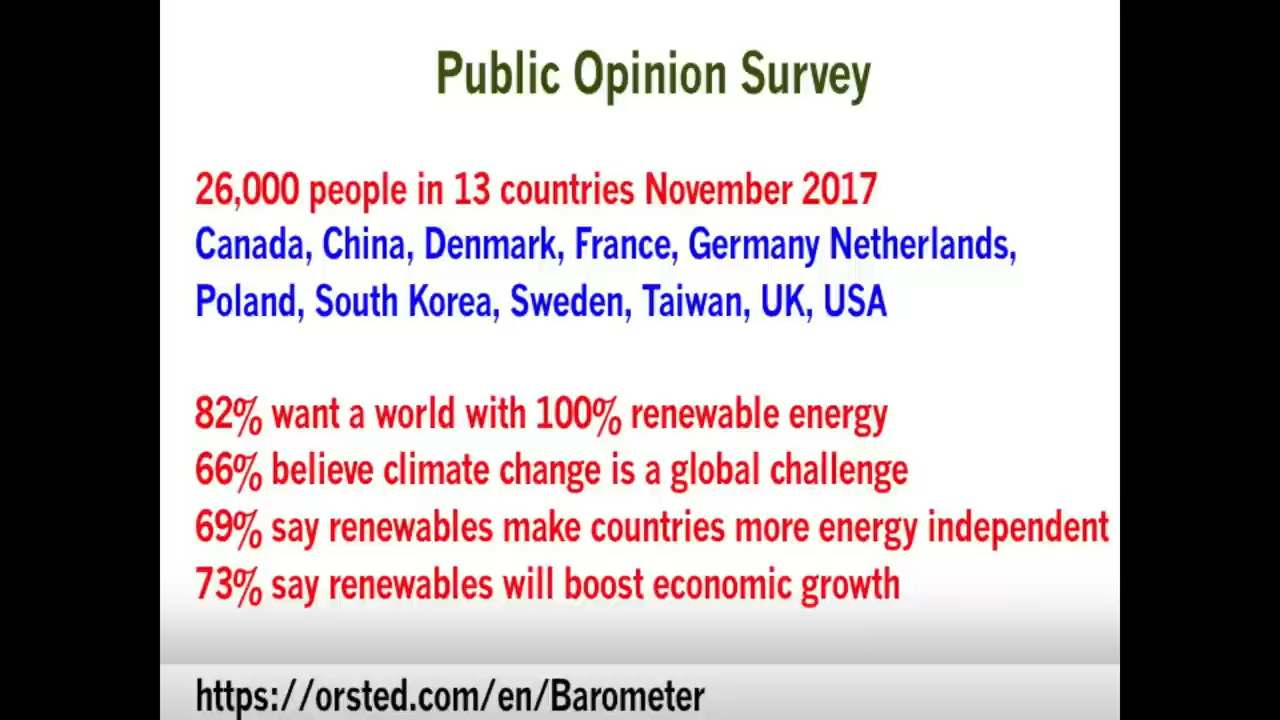 Public Opinion Survey
26,000 people in 13 countries November 2017
Canada, China, Denmark, France, Germany Netherlands,
Poland, South Korea, Sweden, Taiwan, UK, USA
82% want a world with 100% renewable energy
66% believe climate change is a global challenge
69% say renewables make countries more energy independent
73% say renewables will boost economic growth
https://orsted.com/en/Barometer